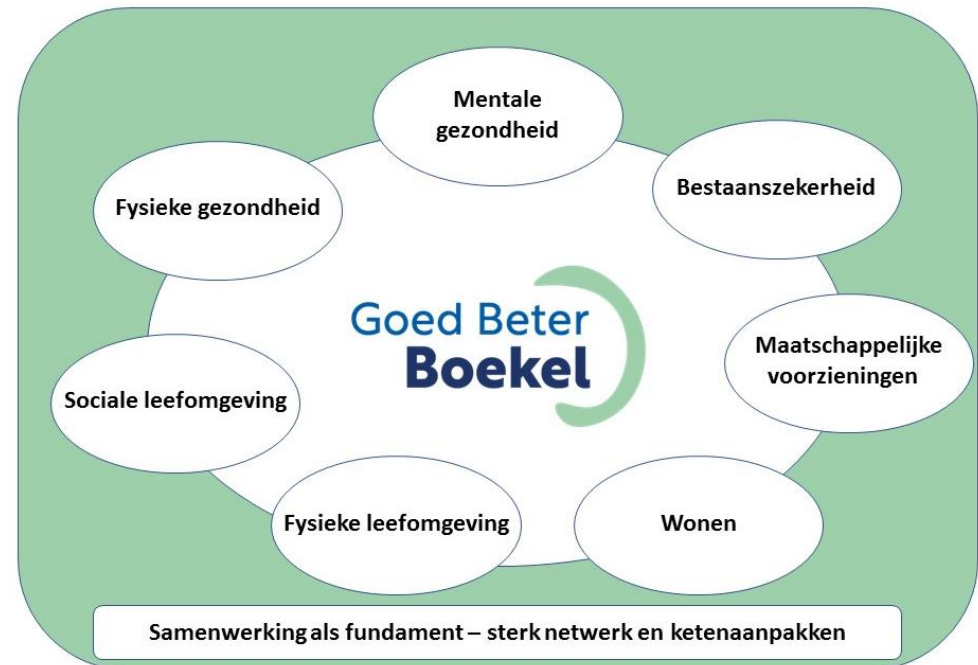 Mentale
gezondheid
Bestaanszekerheid
Fysieke gezondheid
Goed Beter
Boekel
Maatschappelijke
voorzieningen
Sociale leefomgeving
Fysieke leefomgeving
Wonen
Samenwerking als fundament – sterk netwerk en ketenaanpakken